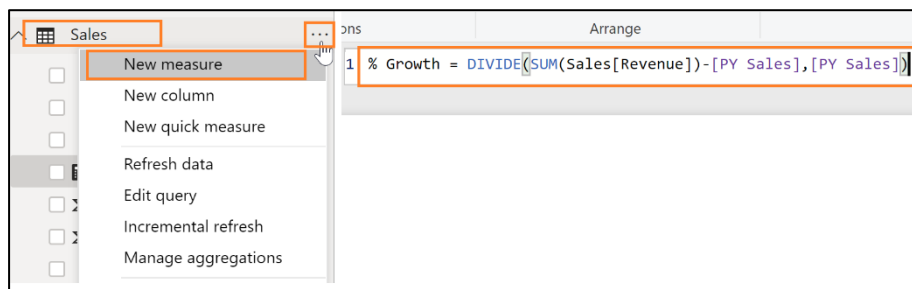 Sales
...
New measure
New column
New quick measure
Refresh data
Edit query
Incremental refresh
Manage aggregations
Arrange
1 % Growth = DIVIDE(SUM(Sales[Revenue])-[PY Sales],[PY Sales])